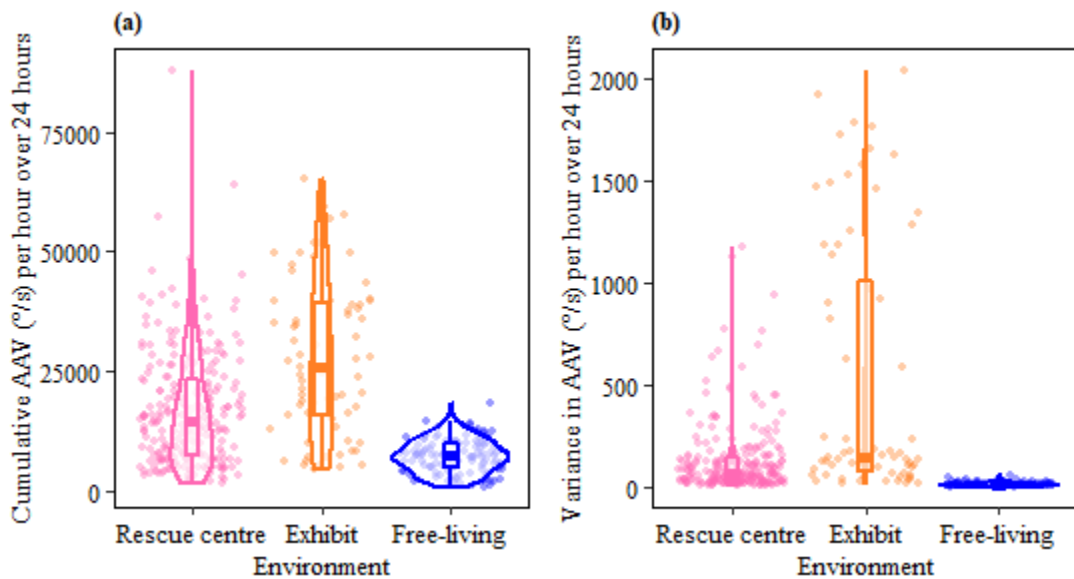 (a)
(b)
Cumulative AAV (°/s) per hour over 24 hours
75000
50000
25000
0
Rescue centre Exhibit Free-living
Environment
Variance in AAV (°/s) per hour over 24 hours
2000
1500
1000
500
0
Rescue centre Exhibit Free-living
Environment